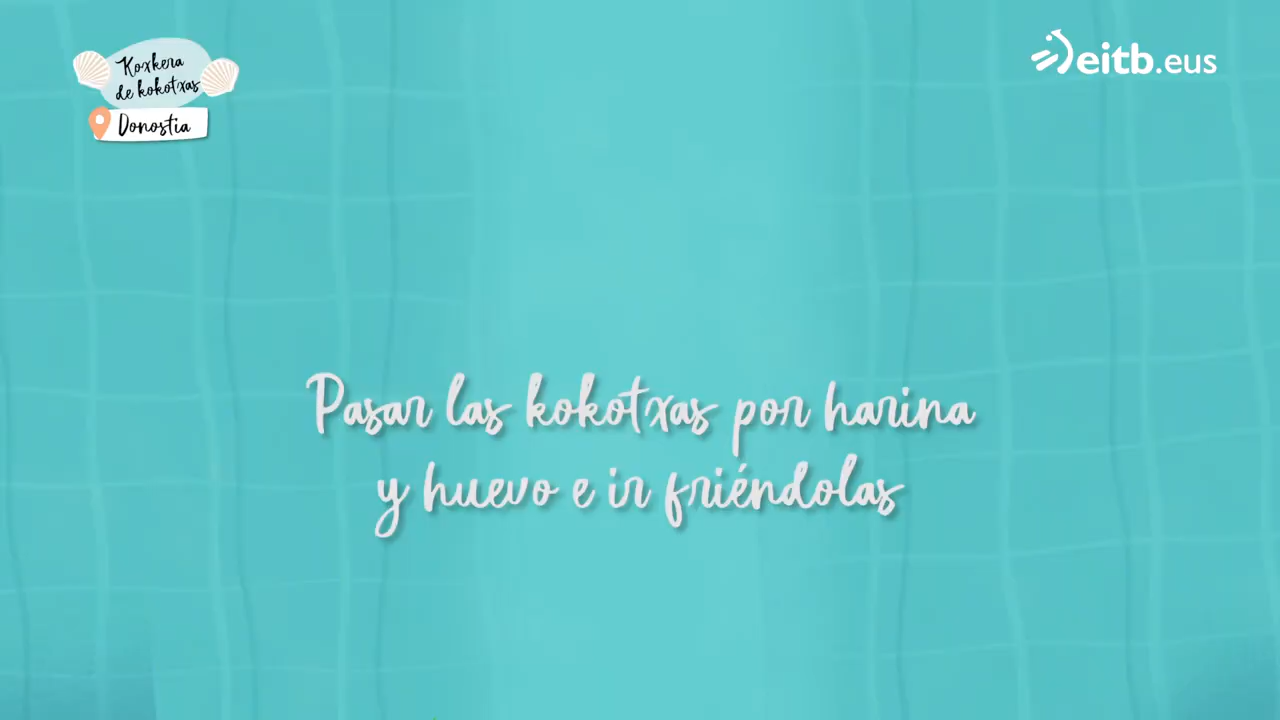 Koxkera
de kokotxas
Donostia
eitb.eus
Pasar las kokotxas por harina
y huevo e ir friéndolas